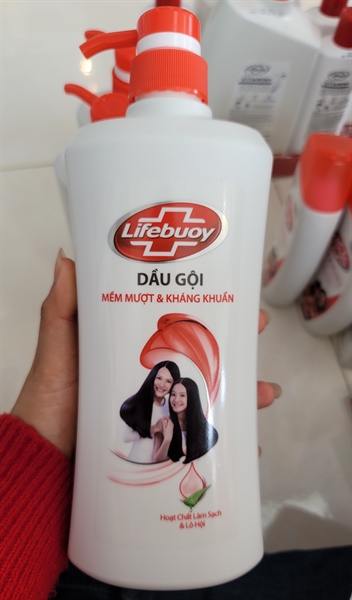 Lifebuoy
DẦU GỘI
MỀM MƯỢT & KHÁNG KHUẨN
Hoạt Chất Làm Sạch
& Lô Hội